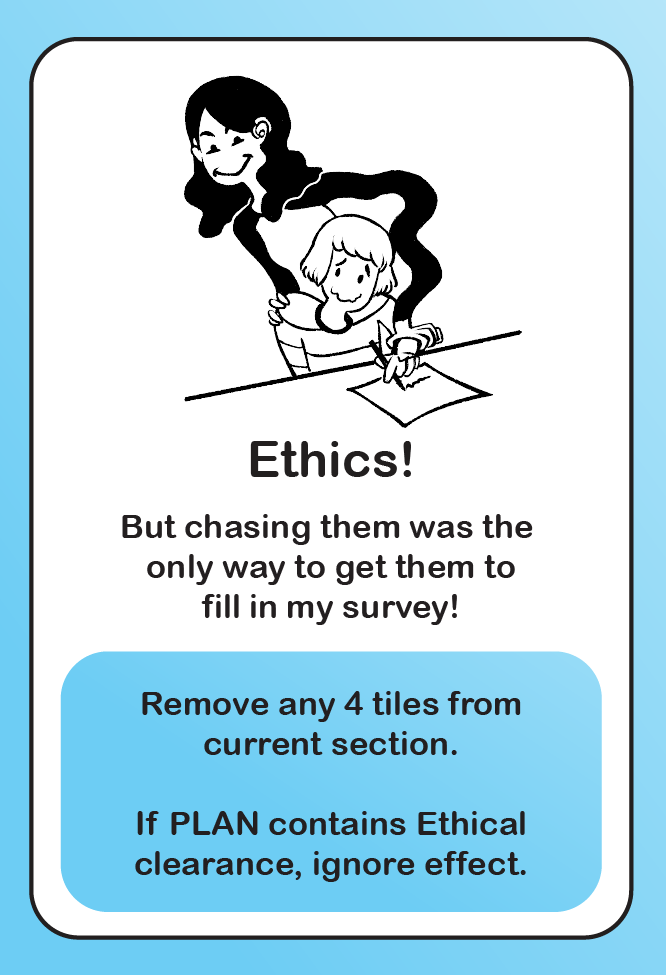 Ethics!
But chasing them was the
only way to get them to
fill in my survey!
Remove any 4 tiles from
current section.
If PLAN contains Ethical
clearance, ignore effect.